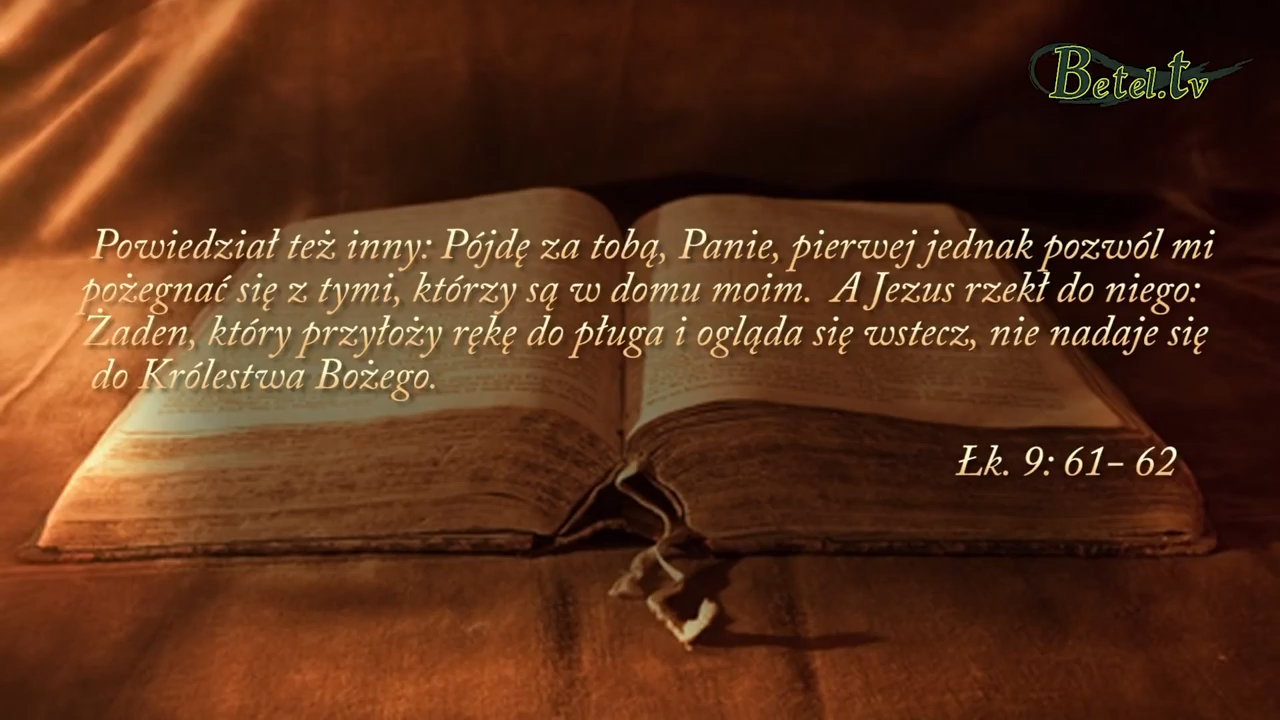 Betel.tv
Powiedział też inny: Pójdę za tobą, Panie, pierwej jednak pozwól mi
pożegnać się z tymi, którzy są w domu moim. A Jezus rzekł do niego:
Żaden, który przyłoży rękę do pługa i ogląda się wstecz, nie nadaje się
do Królestwa Bożego.
Łk. 9: 61- 62